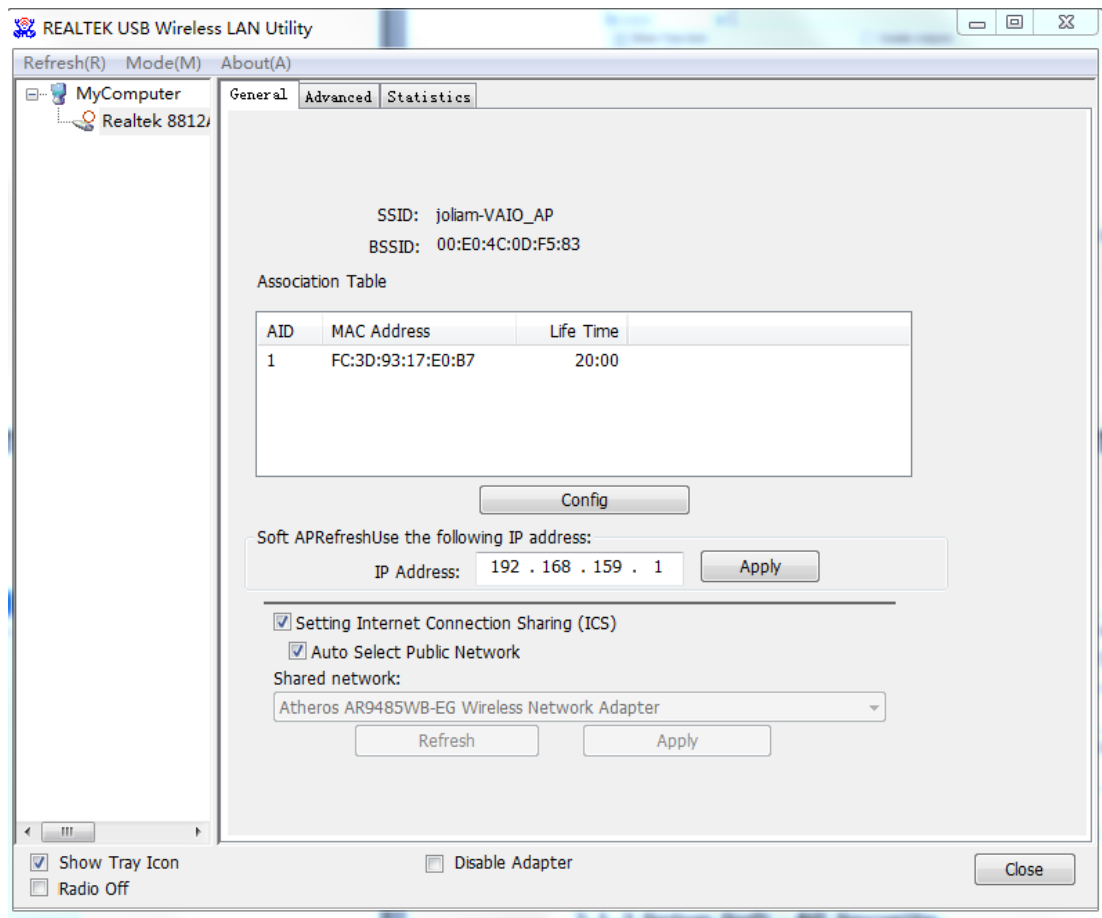 REALTEK USB Wireless LAN Utility
Refresh(R) Mode(M) About(A)
MyComputer
Realtek 8812A
General Advanced Statistics
SSID: joliam-VAIO_AP
BSSID: 00:E0:4C:0D:F5:83
Association Table
AID MAC Address Life Time
1 FC:3D:93:17:E0:B7 20:00
Config
Soft APRefreshUse the following IP address:
IP Address: 192 . 168 . 159 . 1 Apply
Setting Internet Connection Sharing (ICS)
Auto Select Public Network
Shared network:
Atheros AR9485WB-EG Wireless Network Adapter
Refresh Apply
Show Tray Icon Disable Adapter Close
Radio Off